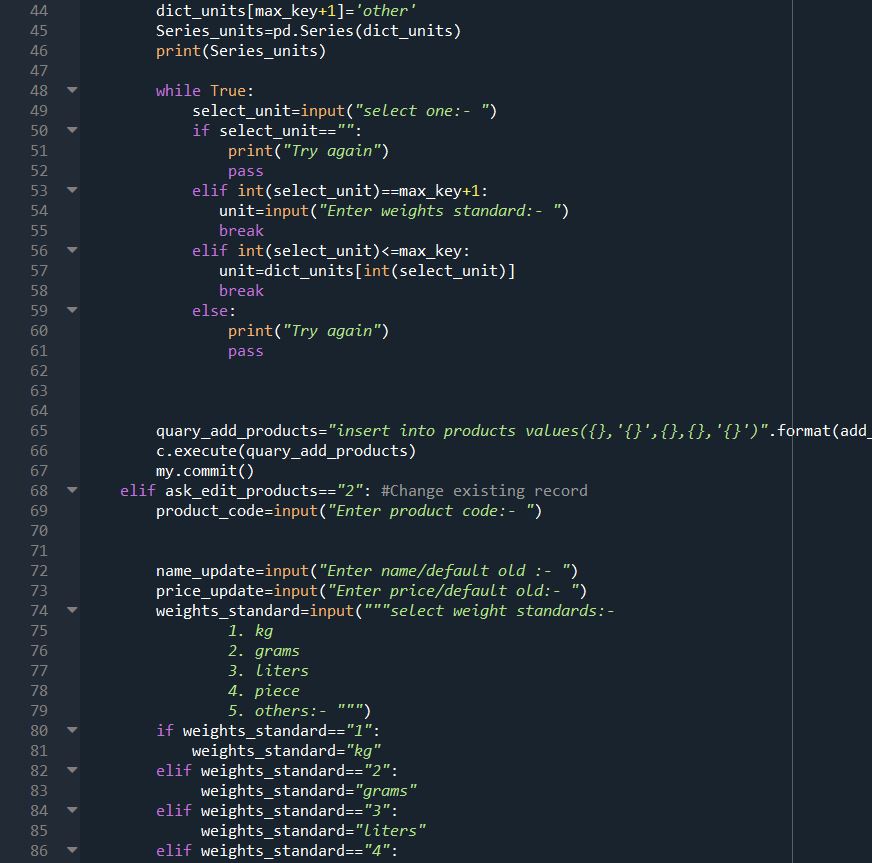 44 dict_units[max_key+1]='other'
45 Series_units=pd.Series(dict_units)
46 print(Series_units)
47
48 while True:
49 select_unit=input("select one:- ")
50 if select_unit=="":
51 print("Try again")
52 pass
53 elif int(select_unit)==max_key+1:
54 unit=input("Enter weights standard:- ")
55 break
56 elif int(select_unit)<=max_key:
57 unit=dict_units[int(select_unit)]
58 break
59 else:
60 print("Try again")
61 pass
62
63
64
65 quary_add_products="insert into products values({},'{}',{},{},'{}')".format(add_
66 c.execute(quary_add_products)
67 my.commit()
68 elif ask_edit_products=="2": #Change existing record
69 product_code=input("Enter product code:- ")
70
71
72 name_update=input("Enter name/default old :- ")
73 price_update=input("Enter price/default old:- ")
74 weights_standard=input("""select weight standards:-
75 1. kg
76 2. grams
77 3. liters
78 4. piece
79 5. others:- """)
80 if weights_standard=="1":
81 weights_standard="kg"
82 elif weights_standard=="2":
83 weights_standard="grams"
84 elif weights_standard=="3":
85 weights_standard="liters"
86 elif weights_standard=="4":